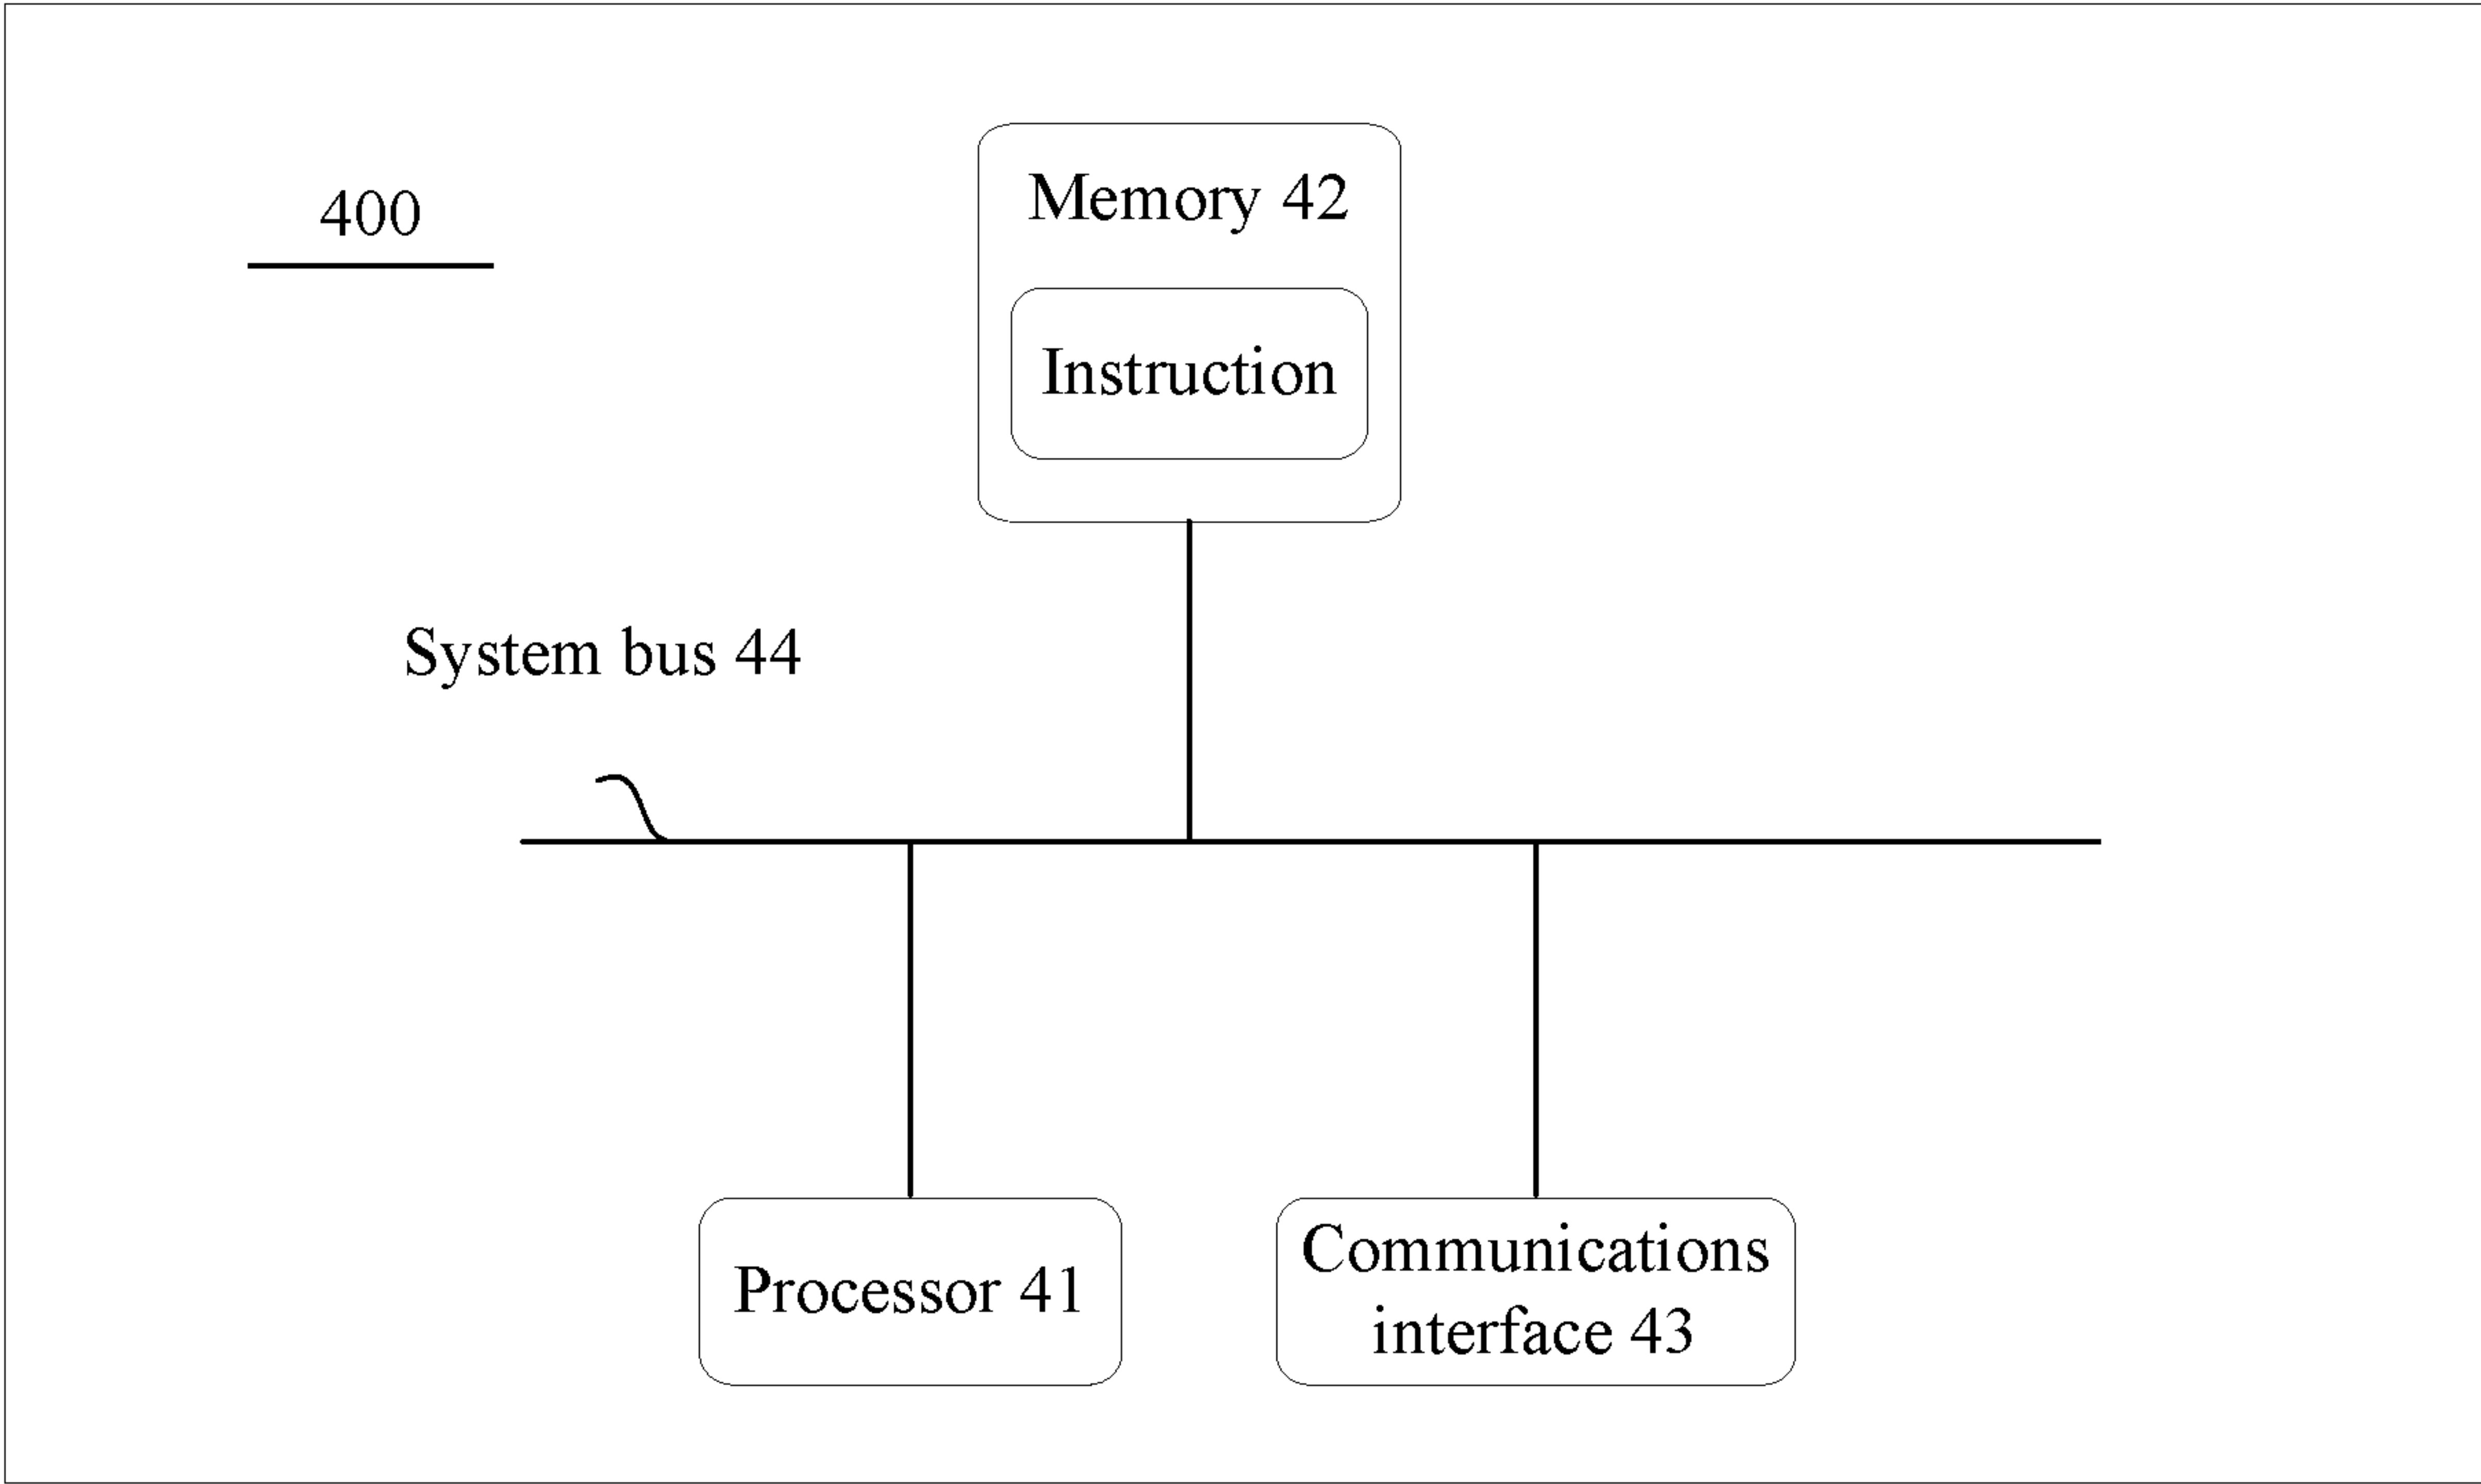 400
Memory 42
Instruction
System bus 44
Processor 41
Communications
interface 43